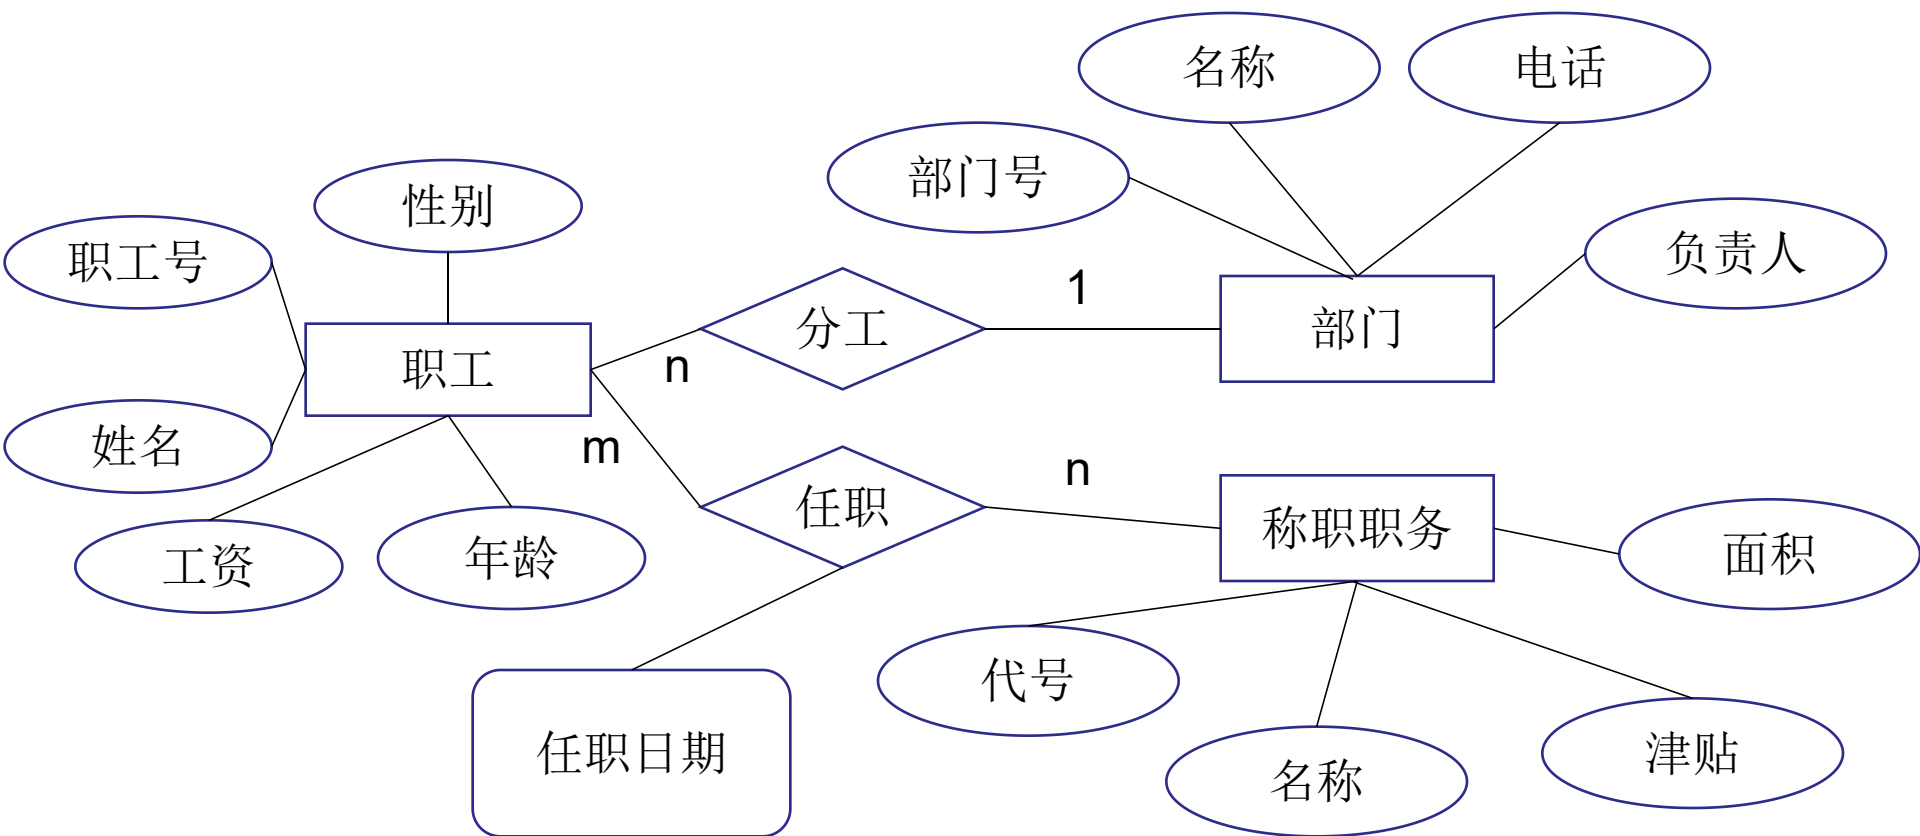 名称
电话
部门号
性别
职工号
负责人
1
分工
部门
n
职工
姓名
m
n
任职
称职职务
工资
年龄
面积
代号
任职日期
名称
津贴